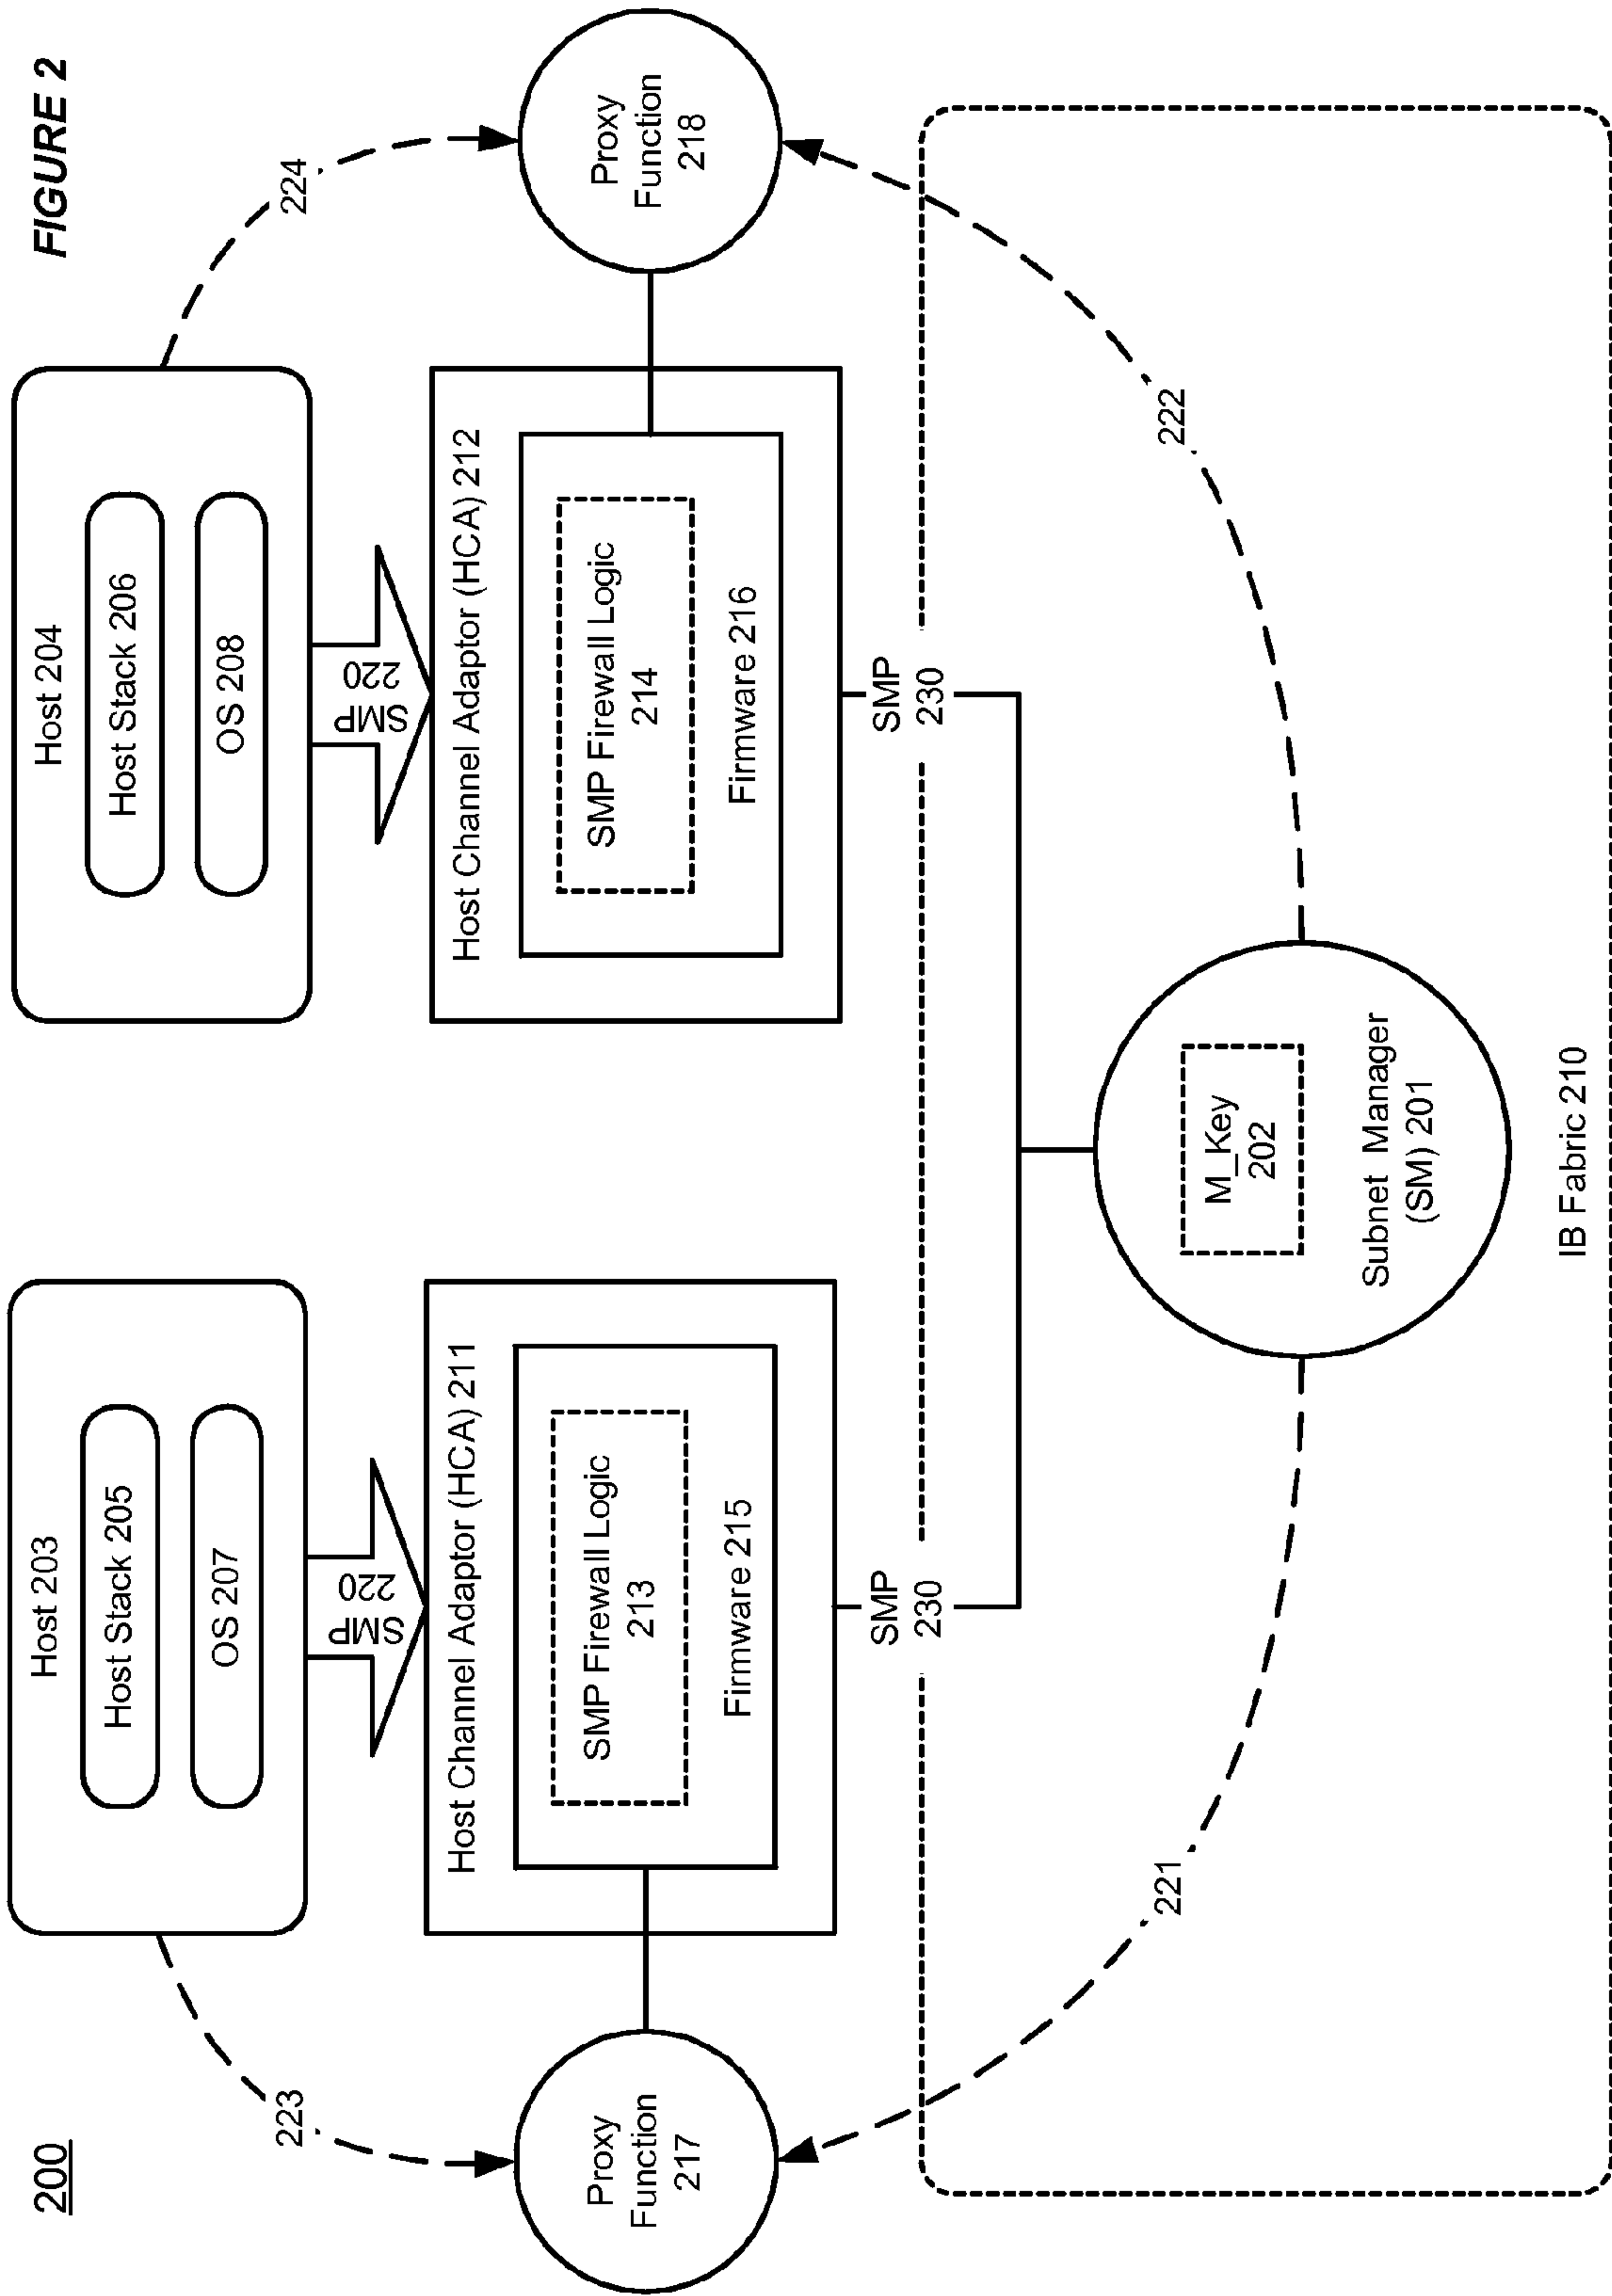 200
FIGURE 2
Host 203
Host Stack 205
OS 207
SMP
220
223
Host Channel Adaptor (HCA) 211
SMP Firewall Logic
213
Firmware 215
Proxy
Function
217
Host 204
Host Stack 206
OS 208
SMP
220
224
Host Channel Adaptor (HCA) 212
SMP Firewall Logic
214
Firmware 216
Proxy
Function
218
SMP
230
SMP
230
221
222
M_Key
202
Subnet Manager
(SM) 201
IB Fabric 210